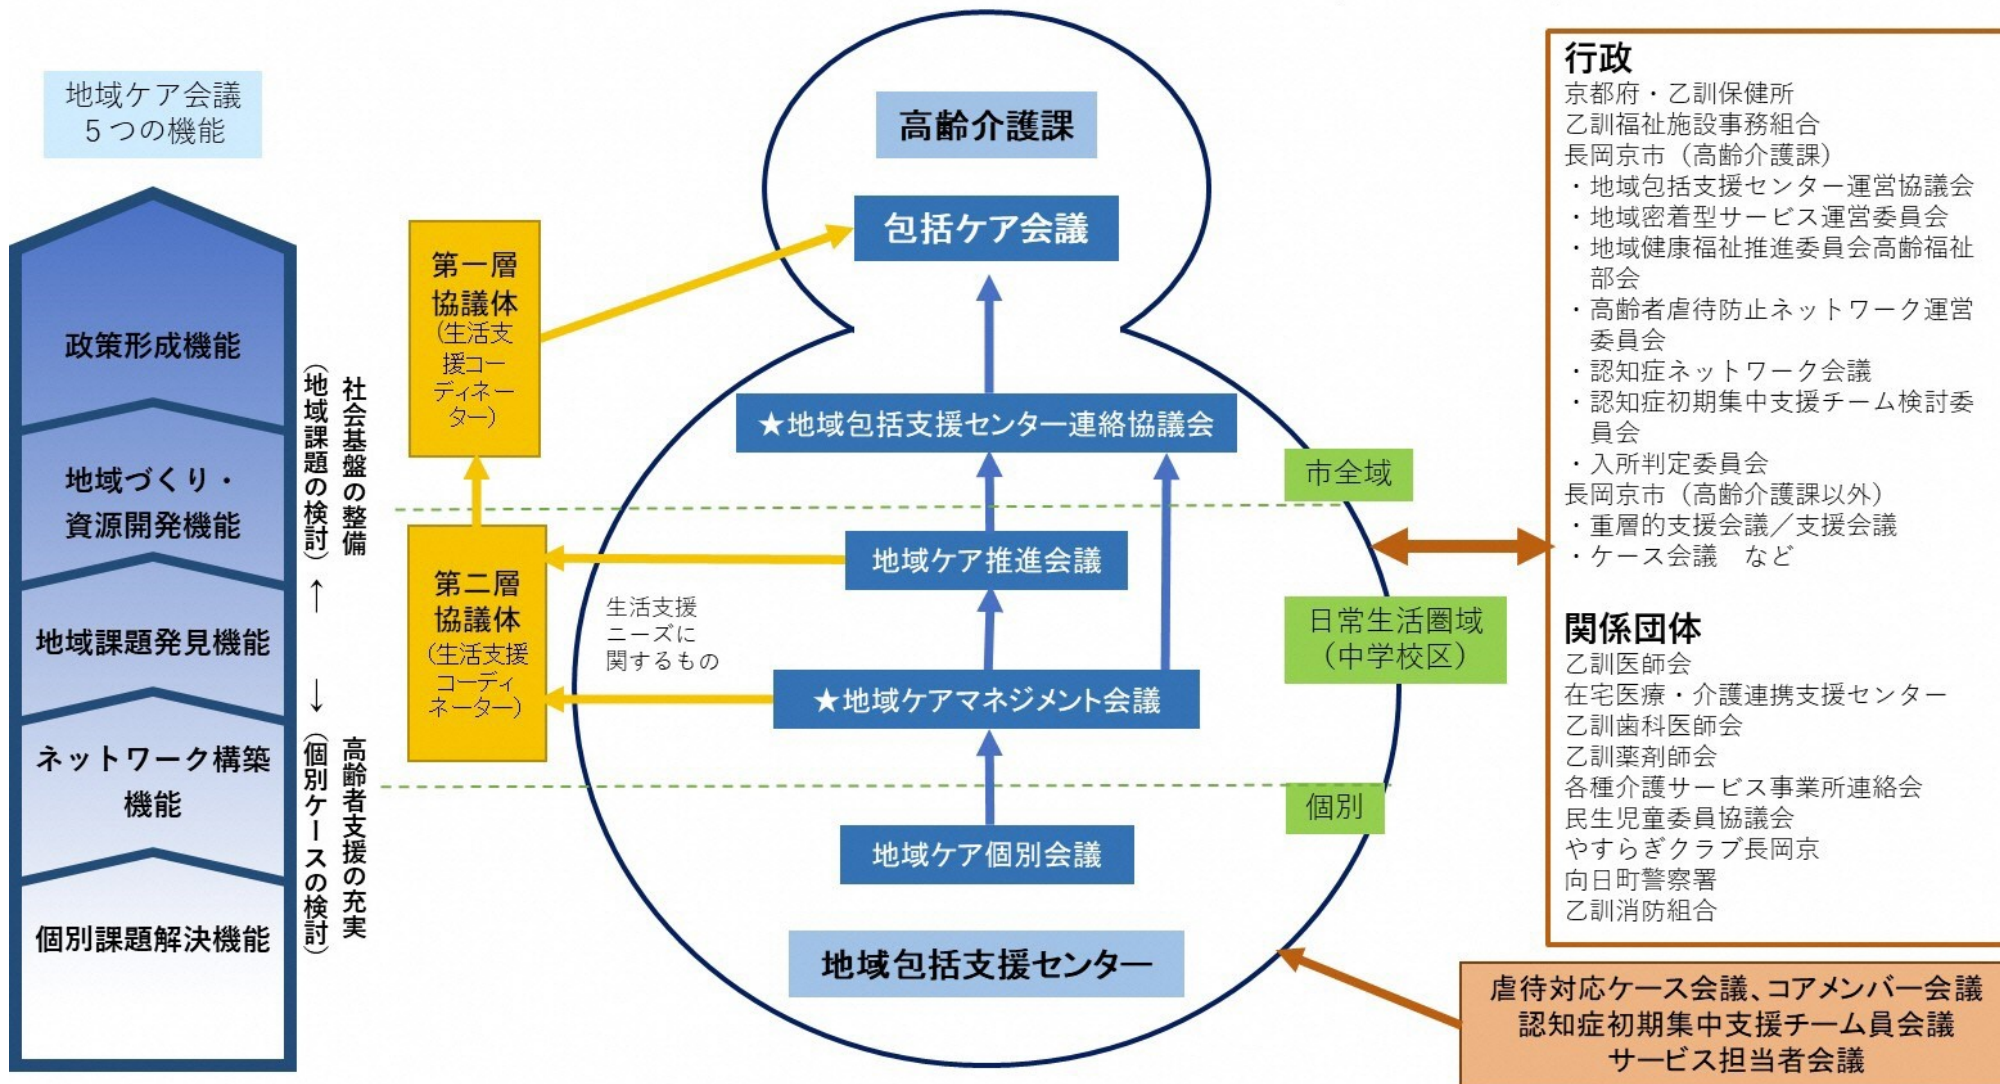 地域ケア会議
５つの機能
政策形成機能
地域づくり・
資源開発機能
地域課題発見機能
ネットワーク構築
機能
個別課題解決機能
社会基盤の整備
（地域課題の検討）
↑
↓
高齢者支援の充実
（個別ケースの検討）
第一層
協議体
（生活支
援コー
ディネー
ター）
第二層
協議体
（生活支援
コーディ
ネーター）
生活支援
ニーズに
関するもの
高齢介護課
包括ケア会議
★地域包括支援センター連絡協議会
地域ケア推進会議
★地域ケアマネジメント会議
地域ケア個別会議
地域包括支援センター
市全域
日常生活圏域
（中学校区）
個別
行政
京都府・乙訓保健所
乙訓福祉施設事務組合
長岡京市（高齢介護課）
・地域包括支援センター運営協議会
・地域密着型サービス運営委員会
・地域健康福祉推進委員会高齢福祉
部会
・高齢者虐待防止ネットワーク運営
委員会
・認知症ネットワーク会議
・認知症初期集中支援チーム検討委
員会
・入所判定委員会
長岡京市（高齢介護課以外）
・重層的支援会議／支援会議
・ケース会議　など
関係団体
乙訓医師会
在宅医療・介護連携支援センター
乙訓歯科医師会
乙訓薬剤師会
各種介護サービス事業所連絡会
民生児童委員協議会
やすらぎクラブ長岡京
向日町警察署
乙訓消防組合
虐待対応ケース会議、コアメンバー会議
認知症初期集中支援チーム員会議
サービス担当者会議